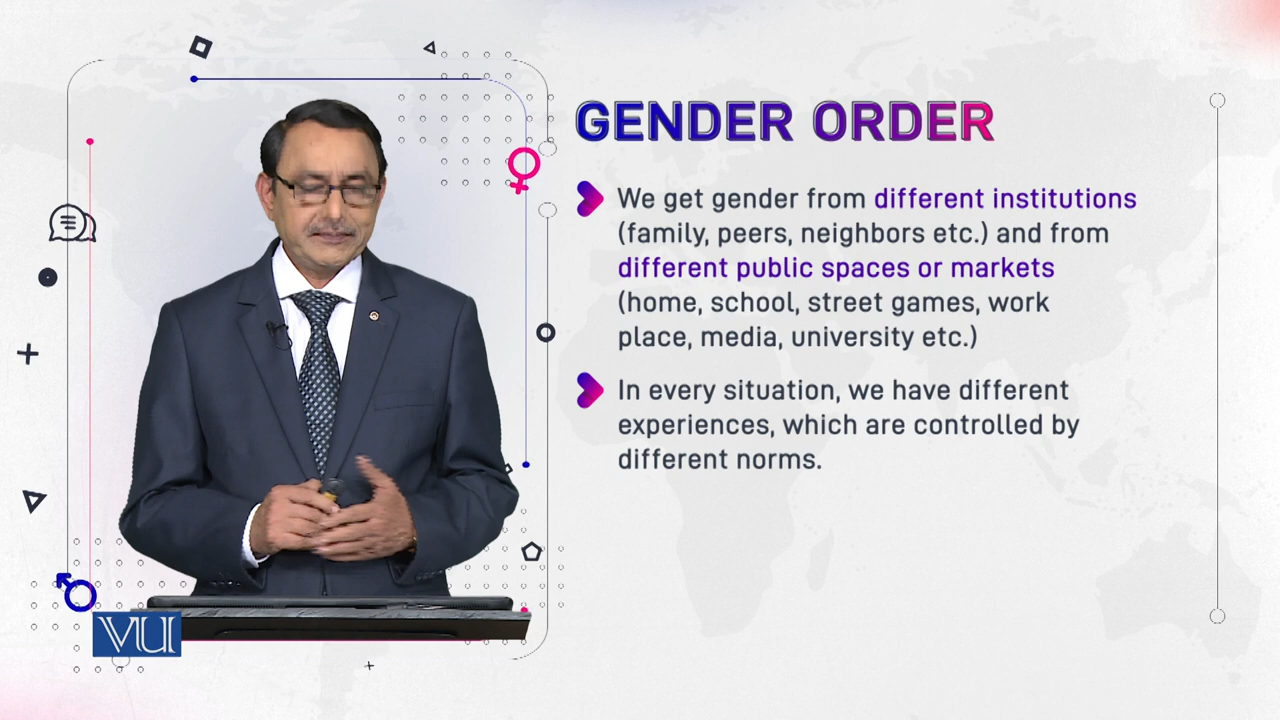 GENDER ORDER
We get gender from different institutions
(family, peers, neighbors etc.) and from
different public spaces or markets
(home, school, street games, work
place, media, university etc.)
In every situation, we have different
experiences, which are controlled by
different norms.
VU